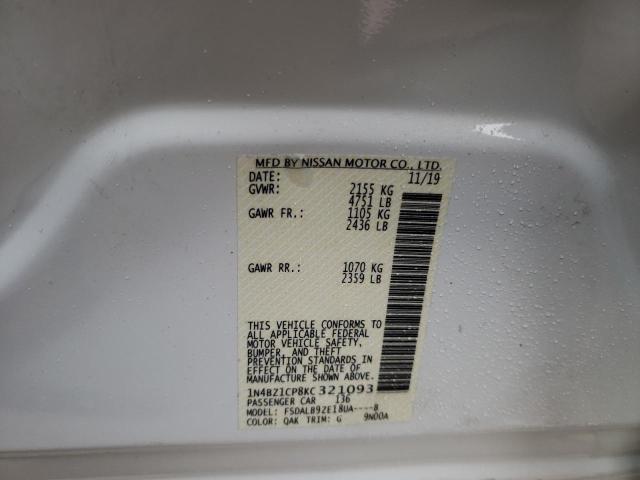 MFD BY NISSAN MOTOR CO., LTD.
DATE: 11/19
GVWR: 2155 KG
4751 LB
GAWR FR.: 1105 KG
2436 LB
GAWR RR.: 1070 KG
2359 LB
THIS VEHICLE CONFORMS TO
ALL APPLICABLE FEDERAL
MOTOR VEHICLE SAFETY,
BUMPER, AND THEFT
PREVENTION STANDARDS IN
EFFECT ON THE DATE OF
MANUFACTURE SHOWN ABOVE.
1N4BZ1CP8KC 321093
PASSENGER CAR 136
MODEL: FSDALB9ZE18UA----8
COLOR: QAK TRIM: G 9N00A